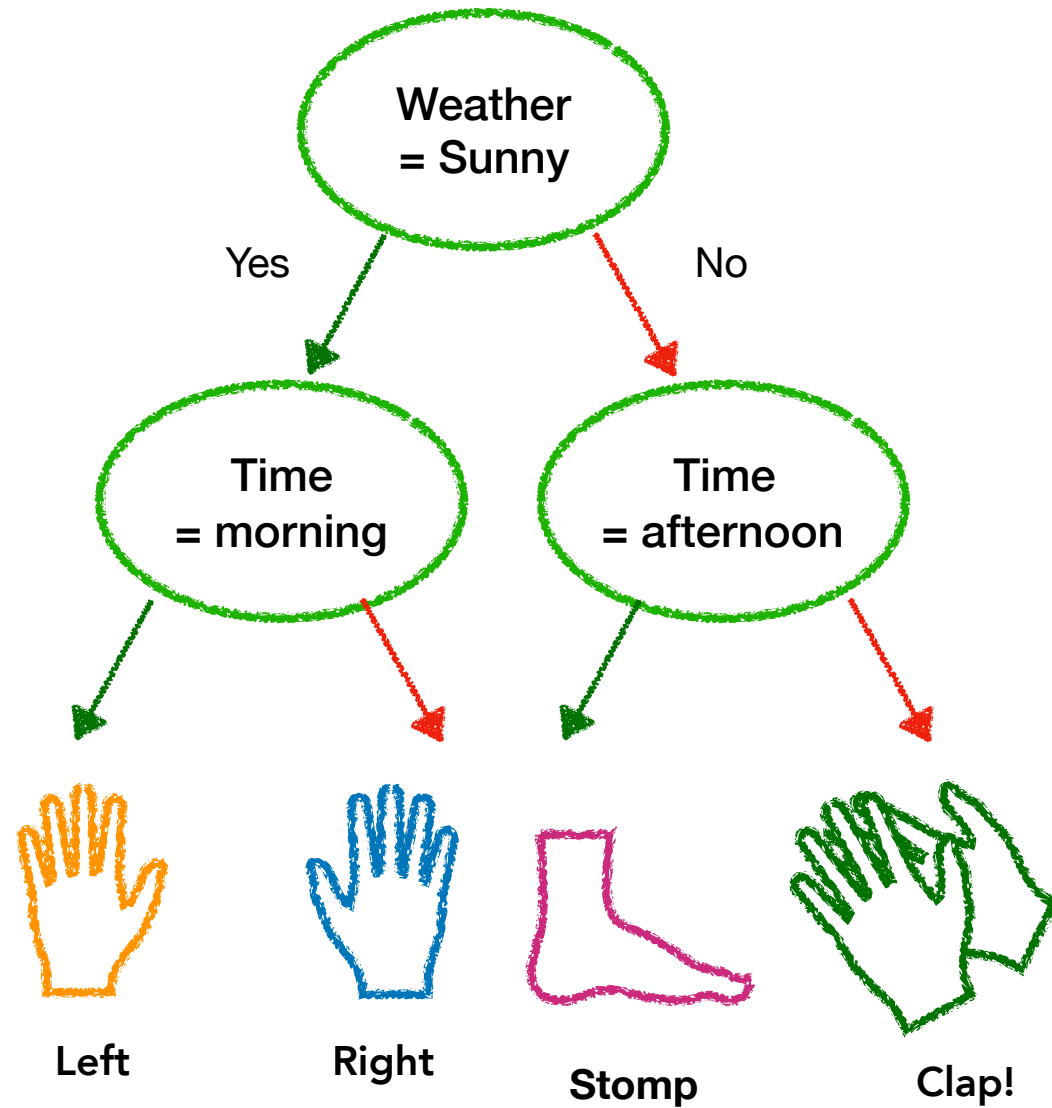 Weather
= Sunny
Yes
No
Time
= morning
Time
= afternoon
Left
Right
Stomp
Clap!